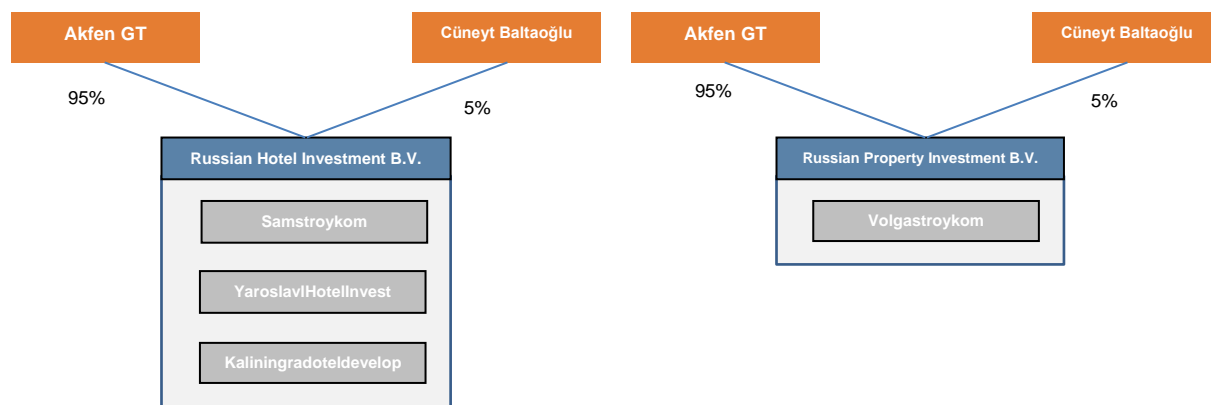 Akfen GT
Cüneyt Baltaoğlu
95%
5%
Russian Hotel Investment B.V.
Samstroykom
YaroslavlHotelInvest
Kaliningradoteldevelop
Akfen GT
Cüneyt Baltaoğlu
95%
5%
Russian Property Investment B.V.
Volgastroykom